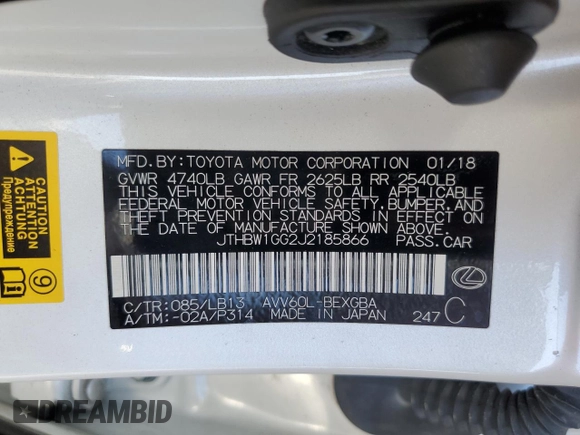 MFD.BY:TOYOTA MOTOR CORPORATION 01/18
GVWR 4740LB GAWR FR 2625LB RR 2540LB
THIS VEHICLE CONFORMS TO ALL APPLICABLE
FEDERAL MOTOR VEHICLE SAFETY,BUMPER,AND
THEFT PREVENTION STANDARDS IN EFFECT ON
THE DATE OF MANUFACTURE SHOWN ABOVE.
JTHBW1GG2J2185866 PASS.CAR
C/TR:085/LB13 AVV60L-BEXGBA
A/TM:-02A/P314 MADE IN JAPAN 247 C
CAUTION
ATTENTION
ACHTUNG
Предупреждение
9
DREAMBID